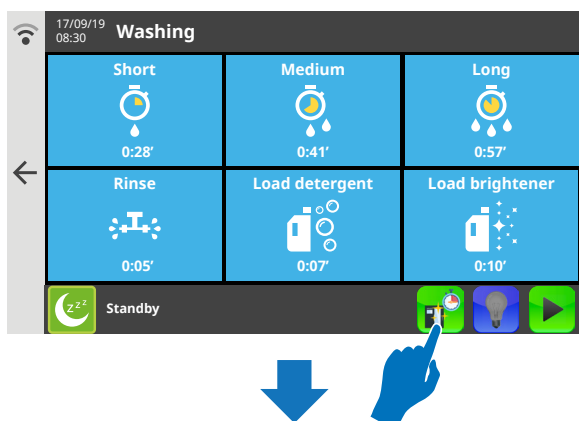 17/09/19
08:30
Washing
Short
Medium
Long
0:28’
0:41’
0:57’
Rinse
Load detergent
Load brightener
0:05’
0:07’
0:10’
zzz
Standby